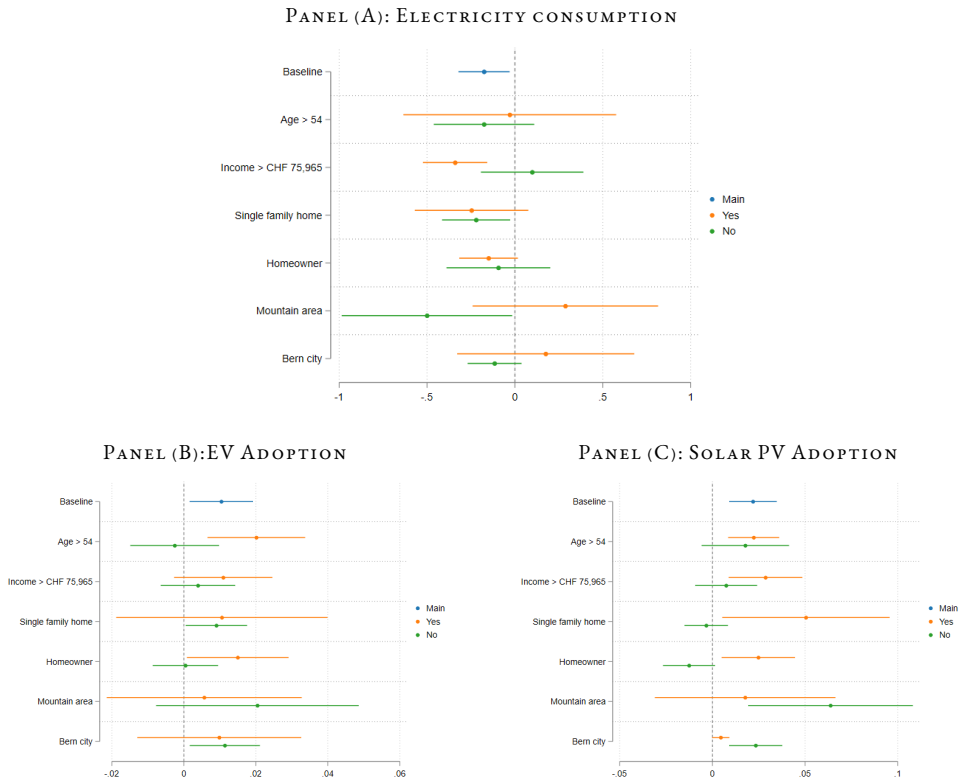 PANEL (A): ELECTRICITY CONSUMPTION
Baseline
Age > 54
Income > CHF 75,965
Single family home
Homeowner
Mountain area
Bern city
-1 -.5 0 .5 1
Main
Yes
No
PANEL (B):EV ADOPTION
Baseline
Age > 54
Income > CHF 75,965
Single family home
Homeowner
Mountain area
Bern city
-.02 0 .02 .04 .06
Main
Yes
No
PANEL (C): SOLAR PV ADOPTION
Baseline
Age > 54
Income > CHF 75,965
Single family home
Homeowner
Mountain area
Bern city
-.05 0 .05 .1
Main
Yes
No